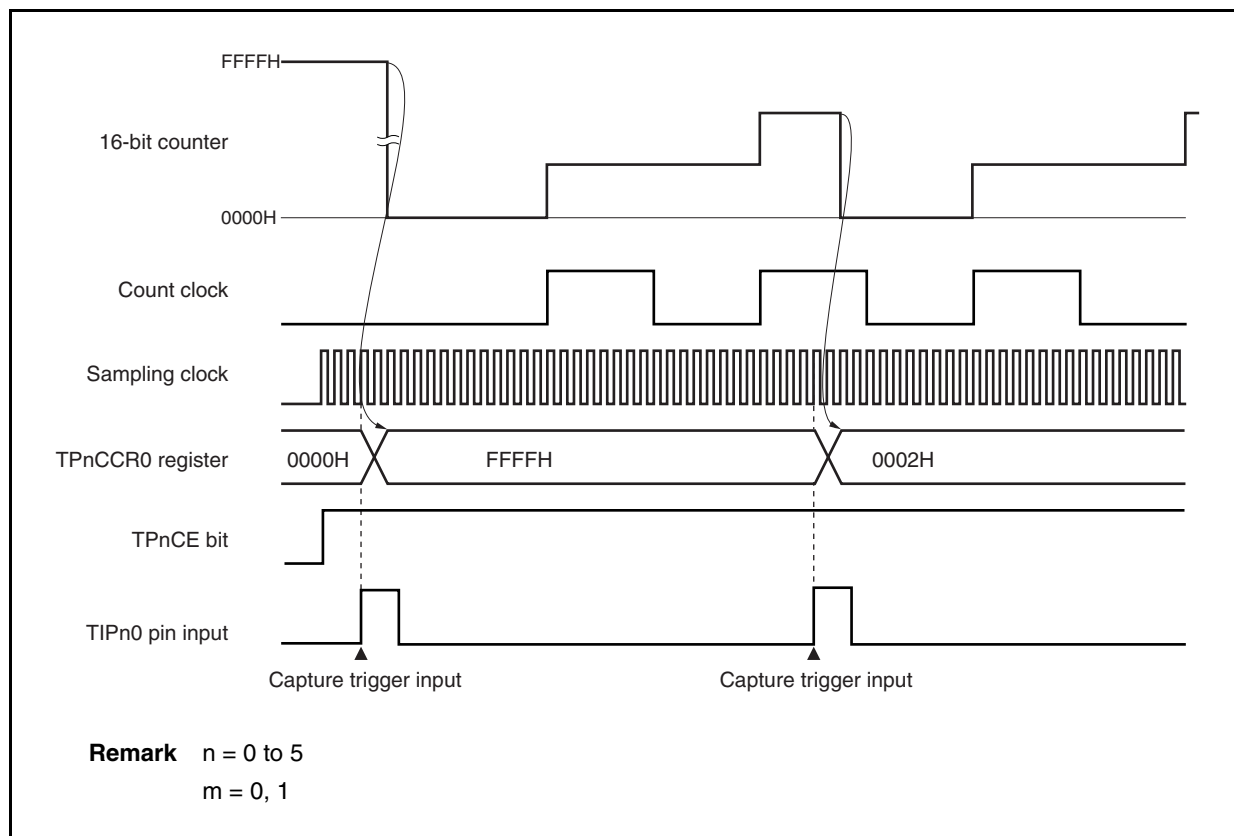 FFFFH
16-bit counter
0000H
Count clock
Sampling clock
TPnCCR0 register 0000H FFFFH 0002H
TPnCE bit
TIPn0 pin input
Capture trigger input Capture trigger input
Remark n = 0 to 5
m = 0, 1